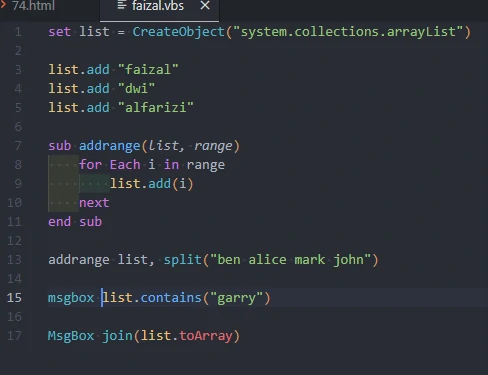 74.html faizal.vbs
1 set list = CreateObject("system.collections.arrayList")
2
3 list.add "faizal"
4 list.add "dwi"
5 list.add "alfarizi"
6
7 sub addrange(list, range)
8 for Each i in range
9 list.add(i)
10 next
11 end sub
12
13 addrange list, split("ben alice mark john")
14
15 msgbox list.contains("garry")
16
17 MsgBox join(list.toArray)